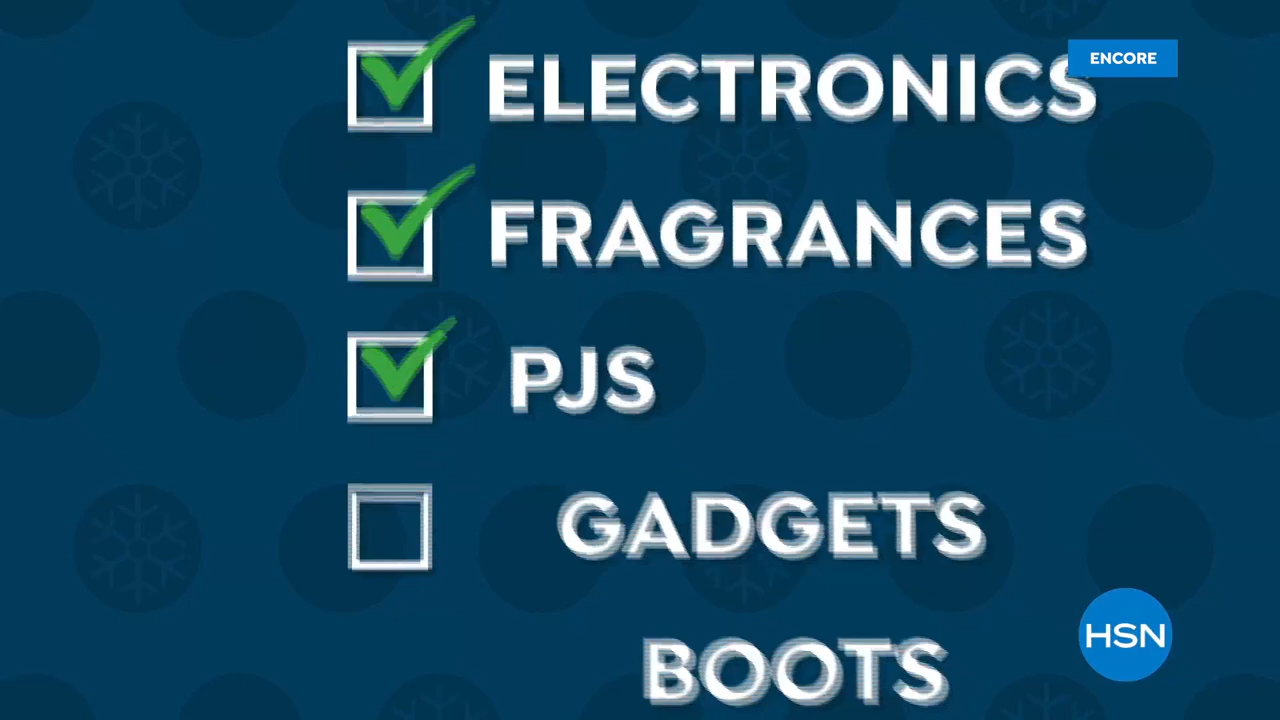 ELECTRONICS
ENCORE
FRAGRANCES
PJS
GADGETS
HSN
BOOTS